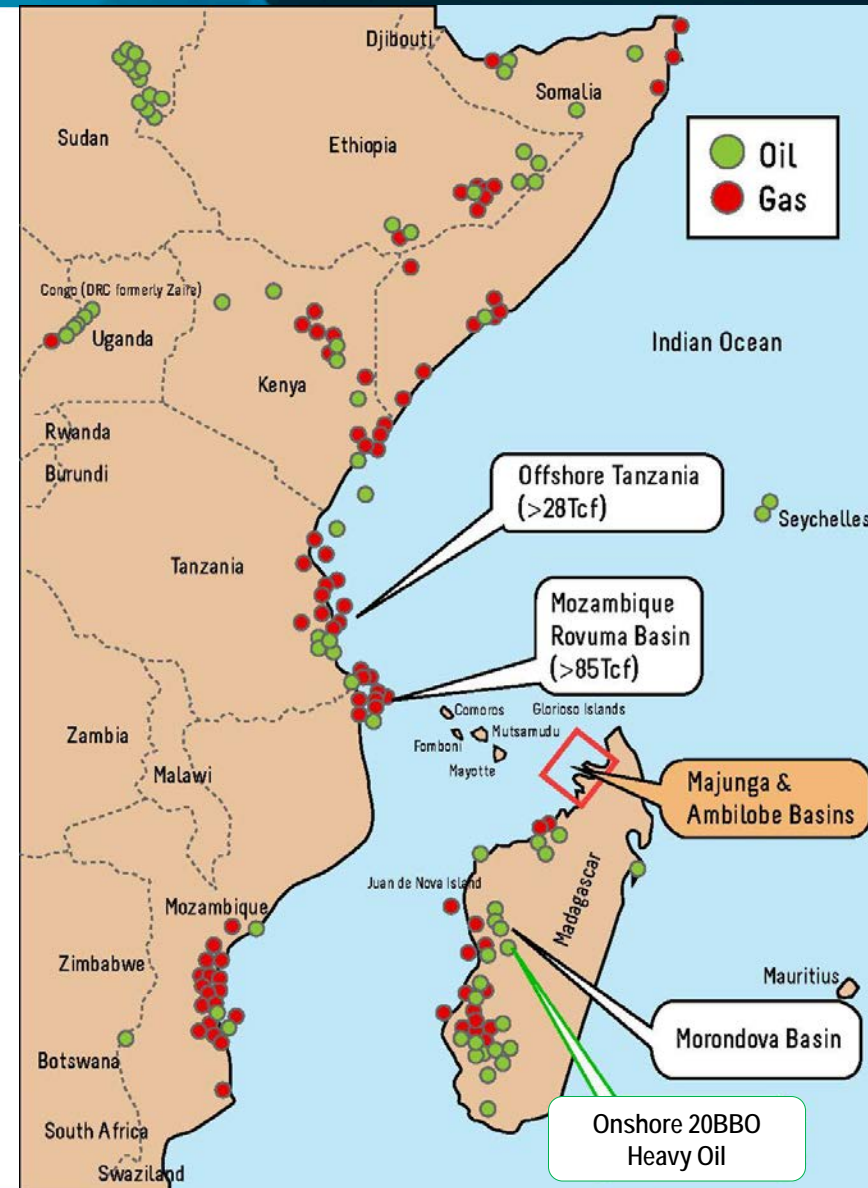 Djibouti
Somalia
Sudan
Ethiopia
Oil
Gas
Congo (DRC formerly Zaire)
Uganda
Indian Ocean
Kenya
Rwanda
Burundi
Offshore Tanzania
(>28Tcf)
Seychelles
Tanzania
Mozambique
Rovuma Basin
(>85Tcf)
Comoros
Glorioso Islands
Fomboni
Mutsamudu
Mayotte
Zambia
Malawi
Majunga &
Ambilobe Basins
Juan de Nova Island
Madagascar
Mozambique
Zimbabwe
Mauritius
Morondova Basin
Botswana
Onshore 20BBO
Heavy Oil
South Africa
Swaziland